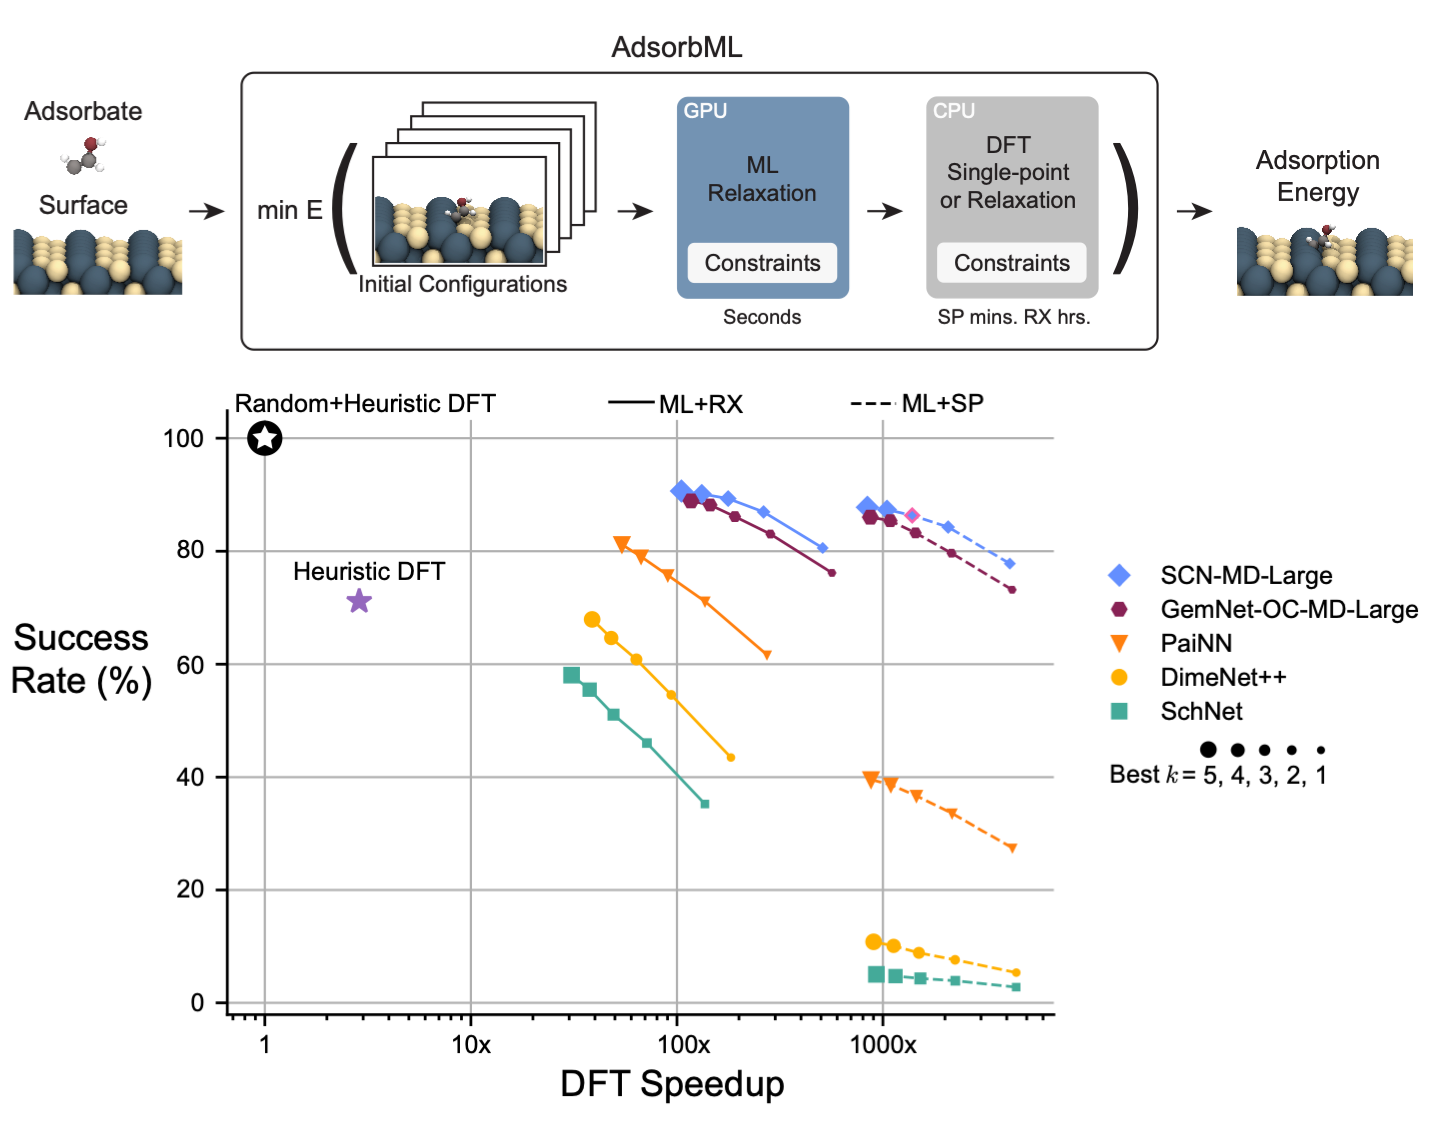 AdsorbML
Adsorbate
Surface
min E
Initial Configurations
GPU
ML
Relaxation
Constraints
Seconds
CPU
DFT
Single-point
or Relaxation
Constraints
SP mins. RX hrs.
Adsorption
Energy
Random+Heuristic DFT
ML+RX
ML+SP
Heuristic DFT
Success
Rate (%)
100
80
60
40
20
0
1
10x
100x
1000x
DFT Speedup
SCN-MD-Large
GemNet-OC-MD-Large
PaiNN
DimeNet++
SchNet
Best k = 5, 4, 3, 2, 1